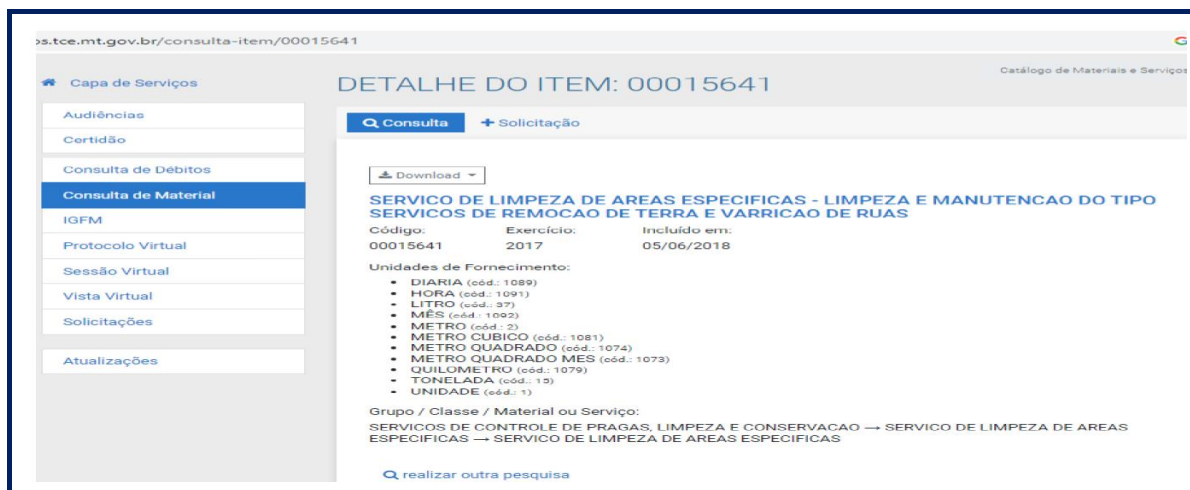 os.tce.mt.gov.br/consulta-item/00015641
Capa de Serviços
Audiências
Certidão
Consulta de Débitos
Consulta de Material
IGFM
Protocolo Virtual
Sessão Virtual
Vista Virtual
Solicitações
Atualizações
Catálogo de Materiais e Serviços
DETALHE DO ITEM: 00015641
Consulta
Solicitação
Download
SERVICO DE LIMPEZA DE AREAS ESPECIFICAS - LIMPEZA E MANUTENCAO DO TIPO
SERVICOS DE REMOCAO DE TERRA E VARRICAO DE RUAS
Código: Exercício: Incluído em:
00015641 2017 05/06/2018
Unidades de Fornecimento:
• DIARIA (cód.: 1089)
• HORA (cód.: 1091)
• LITRO (cód.: 37)
• MÊS (cód.: 1092)
• METRO (cód.: 2)
• METRO CUBICO (cód.: 1081)
• METRO QUADRADO (cód.: 1074)
• METRO QUADRADO MES (cód.: 1073)
• QUILOMETRO (cód.: 1079)
• TONELADA (cód.: 15)
• UNIDADE (cód.: 1)
Grupo / Classe / Material ou Serviço:
SERVICOS DE CONTROLE DE PRAGAS, LIMPEZA E CONSERVACAO → SERVICO DE LIMPEZA DE AREAS
ESPECIFICAS → SERVICO DE LIMPEZA DE AREAS ESPECIFICAS
realizar outra pesquisa